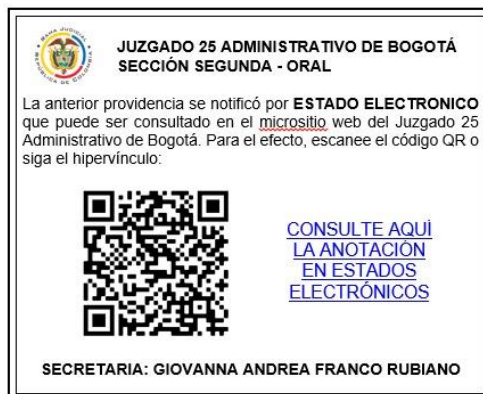 JUZGADO 25 ADMINISTRATIVO DE BOGOTÁ
SECCIÓN SEGUNDA - ORAL
La anterior providencia se notificó por ESTADO ELECTRONICO
que puede ser consultado en el micrositio web del Juzgado 25
Administrativo de Bogotá. Para el efecto, escanee el código QR o
siga el hipervínculo:
CONSULTE AQUÌ
LA ANOTACIÓN
EN ESTADOS
ELECTRÓNICOS
SECRETARIA: GIOVANNA ANDREA FRANCO RUBIANO